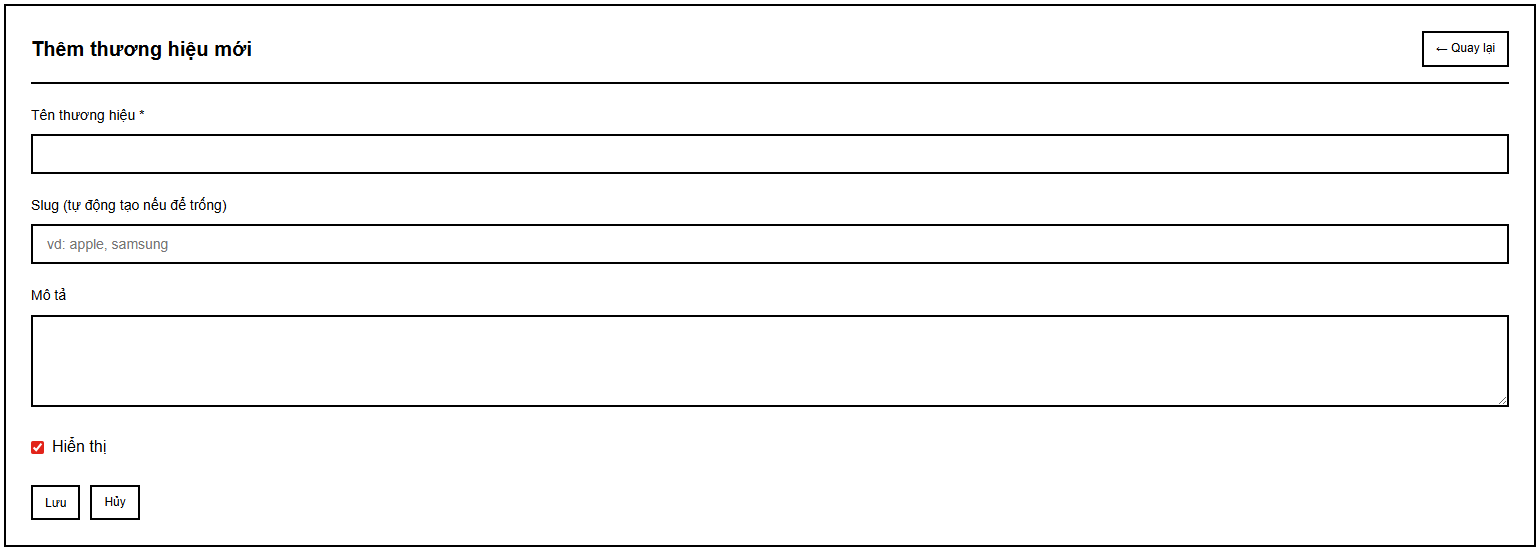 Thêm thương hiệu mới
← Quay lại
Tên thương hiệu *
Slug (tự động tạo nếu để trống)
vd: apple, samsung
Mô tả
Hiển thị
Lưu
Hủy